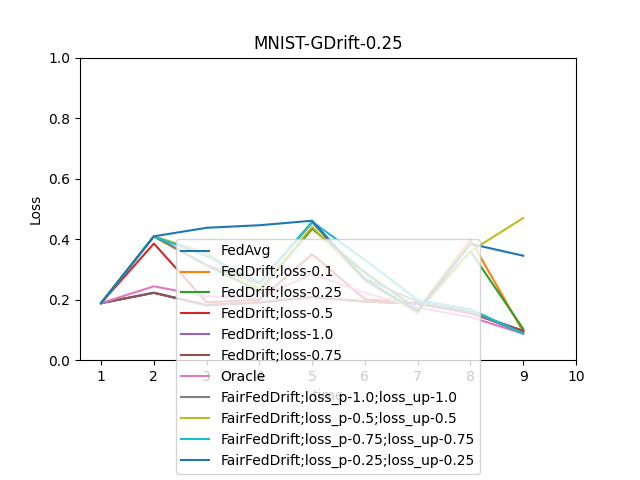 MNIST-GDrift-0.25
1.0
0.8
0.6
0.4
0.2
0.0
Loss
1 2 3 4 5 6 7 8 9 10
time
FedAvg
FedDrift;loss-0.1
FedDrift;loss-0.25
FedDrift;loss-0.5
FedDrift;loss-1.0
FedDrift;loss-0.75
Oracle
FairFedDrift;loss_p-1.0;loss_up-1.0
FairFedDrift;loss_p-0.5;loss_up-0.5
FairFedDrift;loss_p-0.75;loss_up-0.75
FairFedDrift;loss_p-0.25;loss_up-0.25